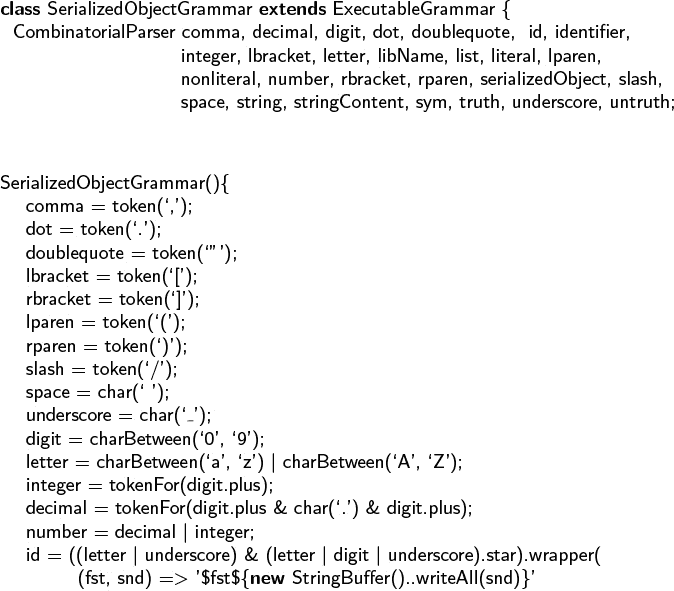 class SerializedObjectGrammar extends ExecutableGrammar {
CombinatorialParser comma, decimal, digit, dot, doublequote, id, identifier,
integer, lbracket, letter, libName, list, literal, lparen,
nonliteral, number, rbracket, rparen, serializedObject, slash,
space, string, stringContent, sym, truth, underscore, untruth;
SerializedObjectGrammar(){
comma = token(‘,’);
dot = token(‘.’);
doublequote = token(‘"’);
lbracket = token(‘[’);
rbracket = token(‘]’);
lparen = token(‘(’);
rparen = token(‘)’);
slash = token(‘/’);
space = char(‘ ’);
underscore = char(‘_’);
digit = charBetween(‘0’, ‘9’);
letter = charBetween(‘a’, ‘z’) | charBetween(‘A’, ‘Z’);
integer = tokenFor(digit.plus);
decimal = tokenFor(digit.plus & char(‘.’) & digit.plus);
number = decimal | integer;
id = ((letter | underscore) & (letter | digit | underscore).star).wrapper(
(fst, snd) => ’$fst${new StringBuffer()..writeAll(snd)}’